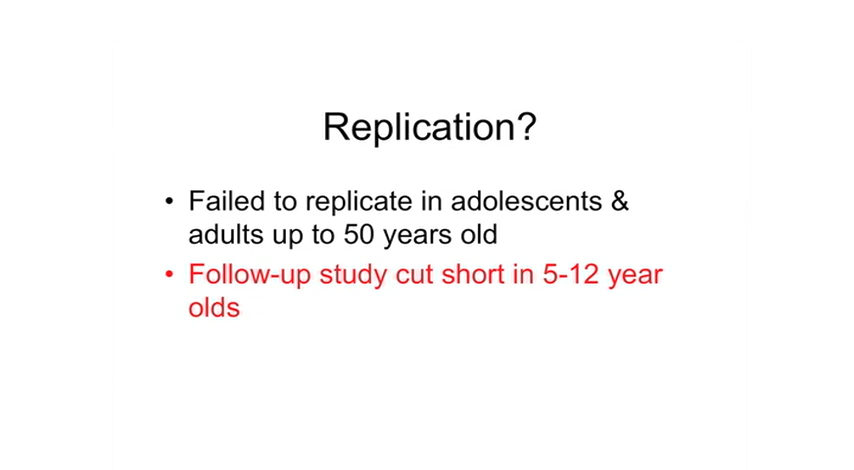 Replication?
• Failed to replicate in adolescents &
adults up to 50 years old
• Follow-up study cut short in 5-12 year
olds